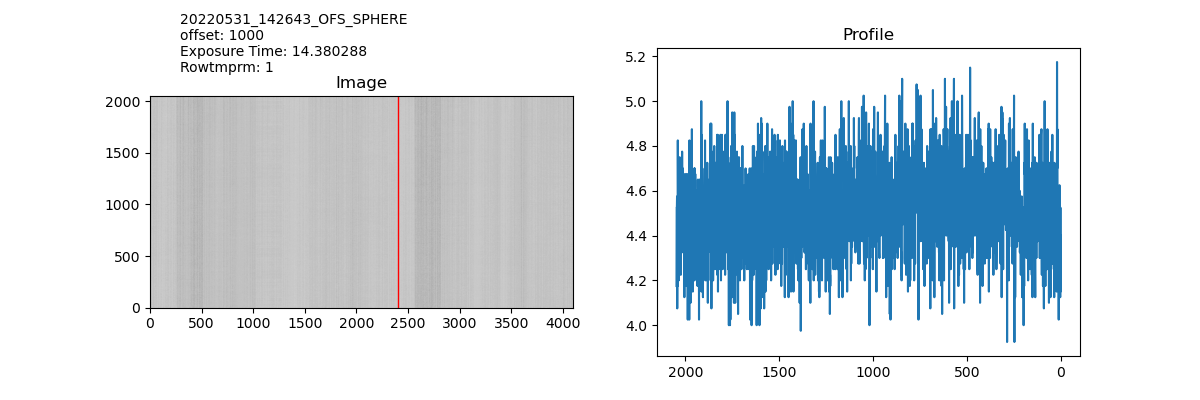 20220531_142643_OFS_SPHERE
offset: 1000
Exposure Time: 14.380288
Rowtmprm: 1
Image
2000
1500
1000
500
0
0 500 1000 1500 2000 2500 3000 3500 4000
Profile
5.2
5.0
4.8
4.6
4.4
4.2
4.0
2000 1500 1000 500 0